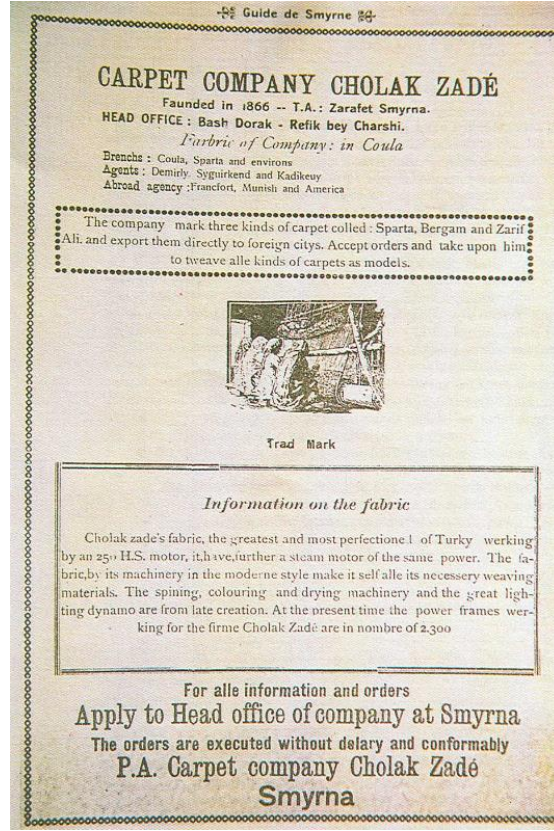 Guide de Smyrne
CARPET COMPANY CHOLAK ZADÉ
Founded in 1866 -- T.A.: Zarafet Smyrna.
HEAD OFFICE : Bash Dorak - Refik bey Charshi.
Farbric of Company: in Coula
Brenchs : Coula, Sparta and environs
Agents : Demirly. Syguirkend and Kadikeuy
Abroad agency :Francfort, Munish and America
The company mark three kinds of carpet colled : Sparta, Bergam and Zarif
Ali. and export them directly to foreign citys. Accept orders and take upon him
to tweave alle kinds of carpets as models.
Trad Mark
Information on the fabric
Cholak zade's fabric, the greatest and most perfectione l of Turky werking
by an 250 H.S. motor, it,have,further a steam motor of the same power. The fa-
bric,by its machinery in the moderne style make it self alle its necessery weaving
materials. The spining, colouring and drying machinery and the great ligh-
ting dynamo are from late creation. At the present time the power frames wer-
king for the firme Cholak Zadé are in nombre of 2.300
For alle information and orders
Apply to Head office of company at Smyrna
The orders are executed without delary and conformably
P.A. Carpet company Cholak Zadé
Smyrna